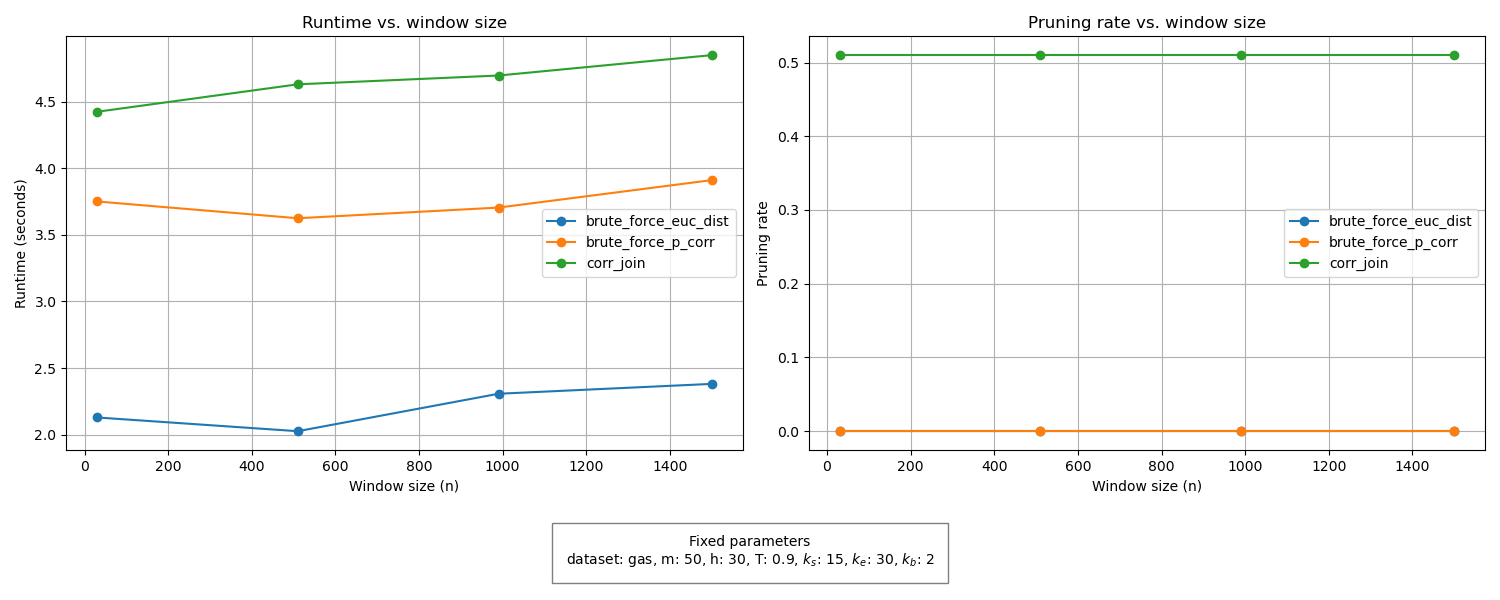 Runtime vs. window size
Runtime (seconds)
4.5
4.0
3.5
3.0
2.5
2.0
0 200 400 600 800 1000 1200 1400
Window size (n)
brute_force_euc_dist
brute_force_p_corr
corr_join
Pruning rate vs. window size
Pruning rate
0.5
0.4
0.3
0.2
0.1
0.0
0 200 400 600 800 1000 1200 1400
Window size (n)
brute_force_euc_dist
brute_force_p_corr
corr_join
Fixed parameters
dataset: gas, m: 50, h: 30, T: 0.9, k_s: 15, k_e: 30, k_b: 2